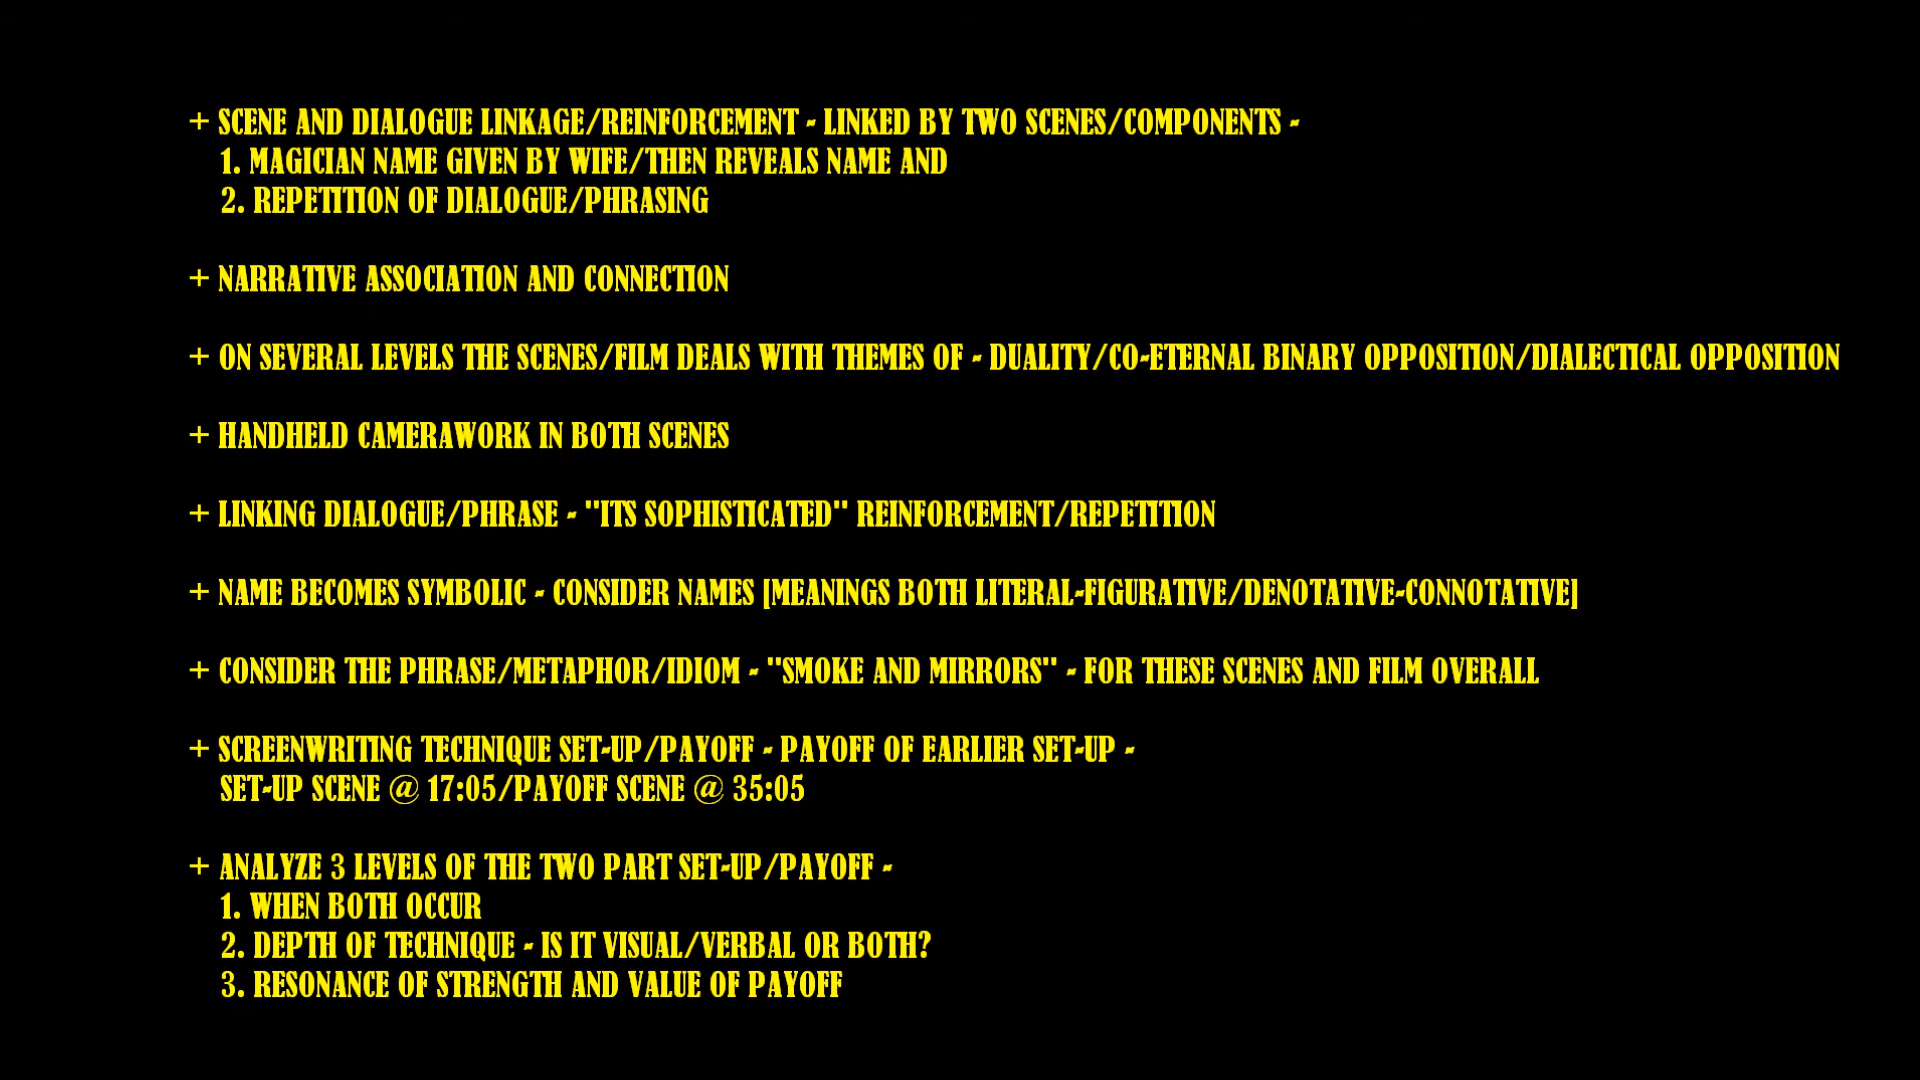 + SCENE AND DIALOGUE LINKAGE/REINFORCEMENT - LINKED BY TWO SCENES/COMPONENTS -
1. MAGICIAN NAME GIVEN BY WIFE/THEN REVEALS NAME AND
2. REPETITION OF DIALOGUE/PHRASING
+ NARRATIVE ASSOCIATION AND CONNECTION
+ ON SEVERAL LEVELS THE SCENES/FILM DEALS WITH THEMES OF - DUALITY/CO-ETERNAL BINARY OPPOSITION/DIALECTICAL OPPOSITION
+ HANDHELD CAMERAWORK IN BOTH SCENES
+ LINKING DIALOGUE/PHRASE - "ITS SOPHISTICATED" REINFORCEMENT/REPETITION
+ NAME BECOMES SYMBOLIC - CONSIDER NAMES [MEANINGS BOTH LITERAL-FIGURATIVE/DENOTATIVE-CONNOTATIVE]
+ CONSIDER THE PHRASE/METAPHOR/IDIOM - "SMOKE AND MIRRORS" - FOR THESE SCENES AND FILM OVERALL
+ SCREENWRITING TECHNIQUE SET-UP/PAYOFF - PAYOFF OF EARLIER SET-UP -
SET-UP SCENE @ 17:05/PAYOFF SCENE @ 35:05
+ ANALYZE 3 LEVELS OF THE TWO PART SET-UP/PAYOFF -
1. WHEN BOTH OCCUR
2. DEPTH OF TECHNIQUE - IS IT VISUAL/VERBAL OR BOTH?
3. RESONANCE OF STRENGTH AND VALUE OF PAYOFF